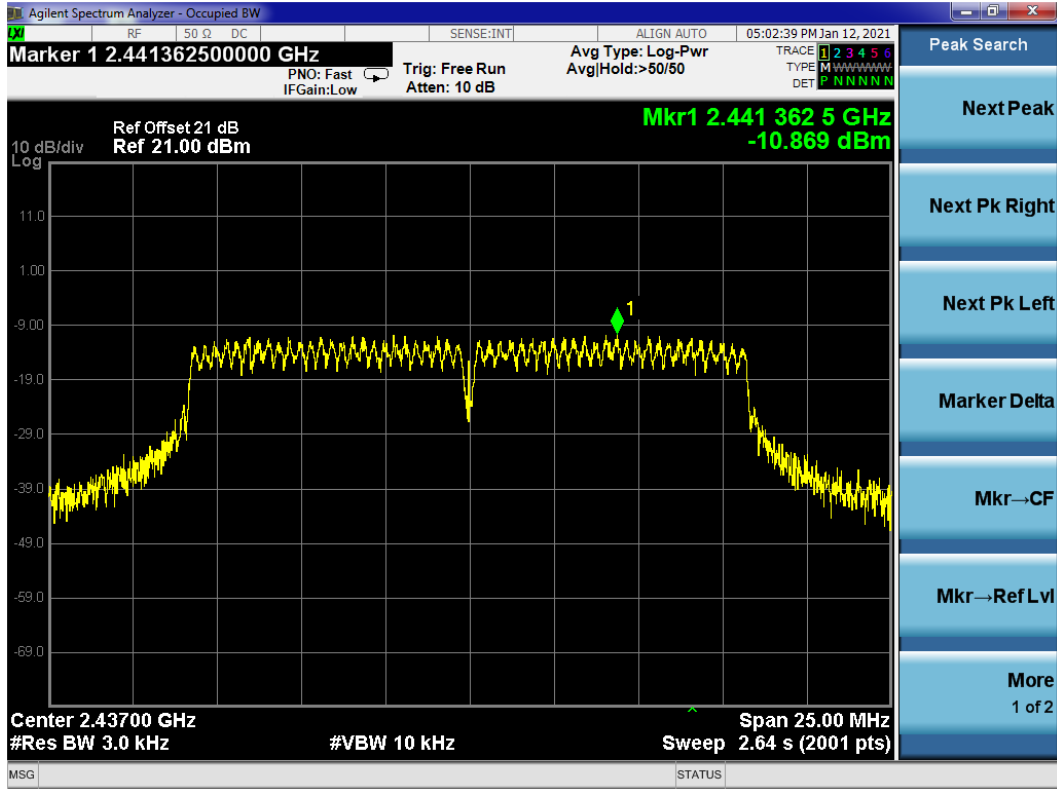 Agilent Spectrum Analyzer - Occupied BW
LXI RF 50 Ω DC SENSE:INT ALIGN AUTO 05:02:39 PM Jan 12, 2021
Marker 1 2.441362500000 GHz
PNO: Fast
IFGain:Low
Trig: Free Run
Atten: 10 dB
Avg Type: Log-Pwr
Avg|Hold:>50/50
TRACE 1 2 3 4 5 6
TYPE M WWWWW
DET P N N N N N
Peak Search
Mkr1 2.441 362 5 GHz
-10.869 dBm
Ref Offset 21 dB
10 dB/div Ref 21.00 dBm
Log
11.0
1.00
-9.00
-19.0
-29.0
-39.0
-49.0
-59.0
-69.0
1
Center 2.43700 GHz Span 25.00 MHz
#Res BW 3.0 kHz #VBW 10 kHz Sweep 2.64 s (2001 pts)
MSG STATUS
Next Peak
Next Pk Right
Next Pk Left
Marker Delta
Mkr→CF
Mkr→Ref Lvl
More
1 of 2